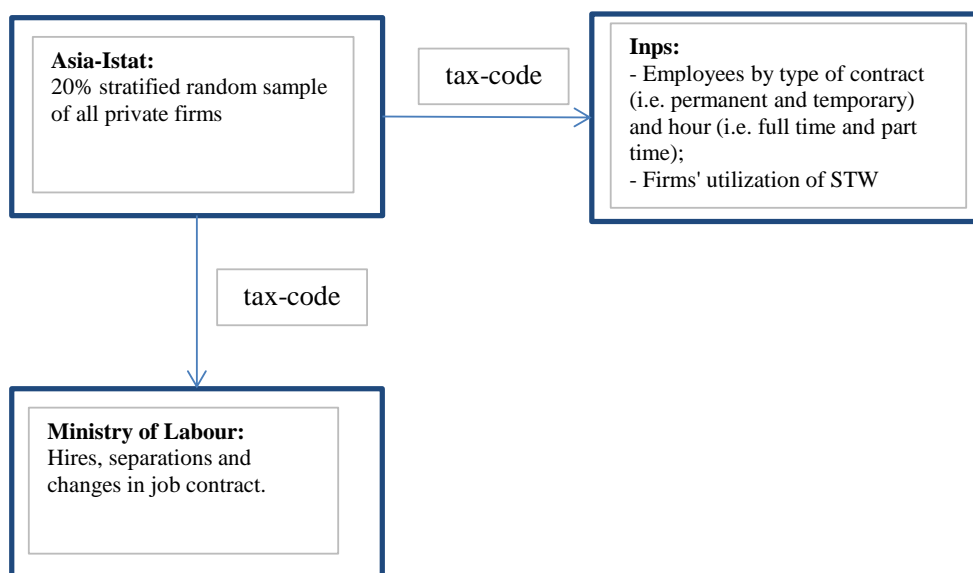 Asia-Istat:
20% stratified random sample
of all private firms
tax-code
Inps:
- Employees by type of contract
(i.e. permanent and temporary)
and hour (i.e. full time and part
time);
- Firms' utilization of STW
tax-code
Ministry of Labour:
Hires, separations and
changes in job contract.